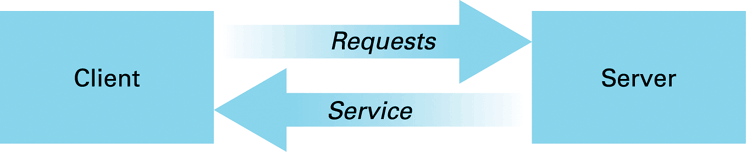 Requests
Client
Server
Service